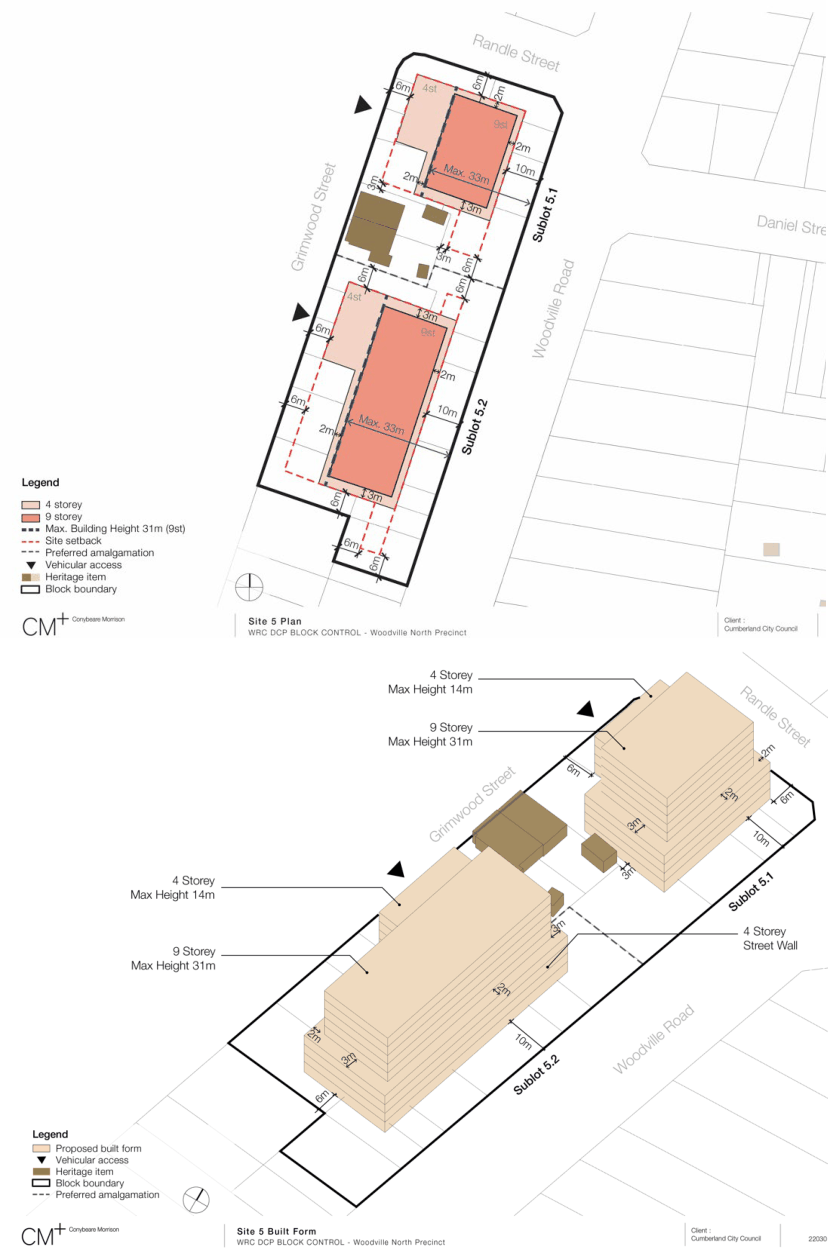 Randle Street
6m
2m
6m
4st
9st
2m
10m
Max. 33m
2m
3m
3m
Sublot 5.1
Grimwood Street
Daniel Stre
3m
6m
6m
6m
Woodville Road
4st
3m
9st
6m
2m
10m
6m
Max. 33m
2m
Sublot 5.2
3m
6m
6m
6m
Legend
4 storey
9 storey
Max. Building Height 31m (9st)
Site setback
Preferred amalgamation
Vehicular access
Heritage item
Block boundary
CM+ Conybeare Morrison
Site 5 Plan
WRC DCP BLOCK CONTROL - Woodville North Precinct
Client :
Cumberland City Council
4 Storey
Max Height 14m
Randle Street
9 Storey
Max Height 31m
2m
6m
2m
6m
Grimwood Street
3m
10m
3m
Sublot 5.1
4 Storey
Max Height 14m
3m
4 Storey
Street Wall
9 Storey
Max Height 31m
2m
2m
10m
Woodville Road
3m
Sublot 5.2
6m
Legend
Proposed built form
Vehicular access
Heritage item
Block boundary
Preferred amalgamation
CM+ Conybeare Morrison
Site 5 Built Form
WRC DCP BLOCK CONTROL - Woodville North Precinct
Client :
Cumberland City Council
22030